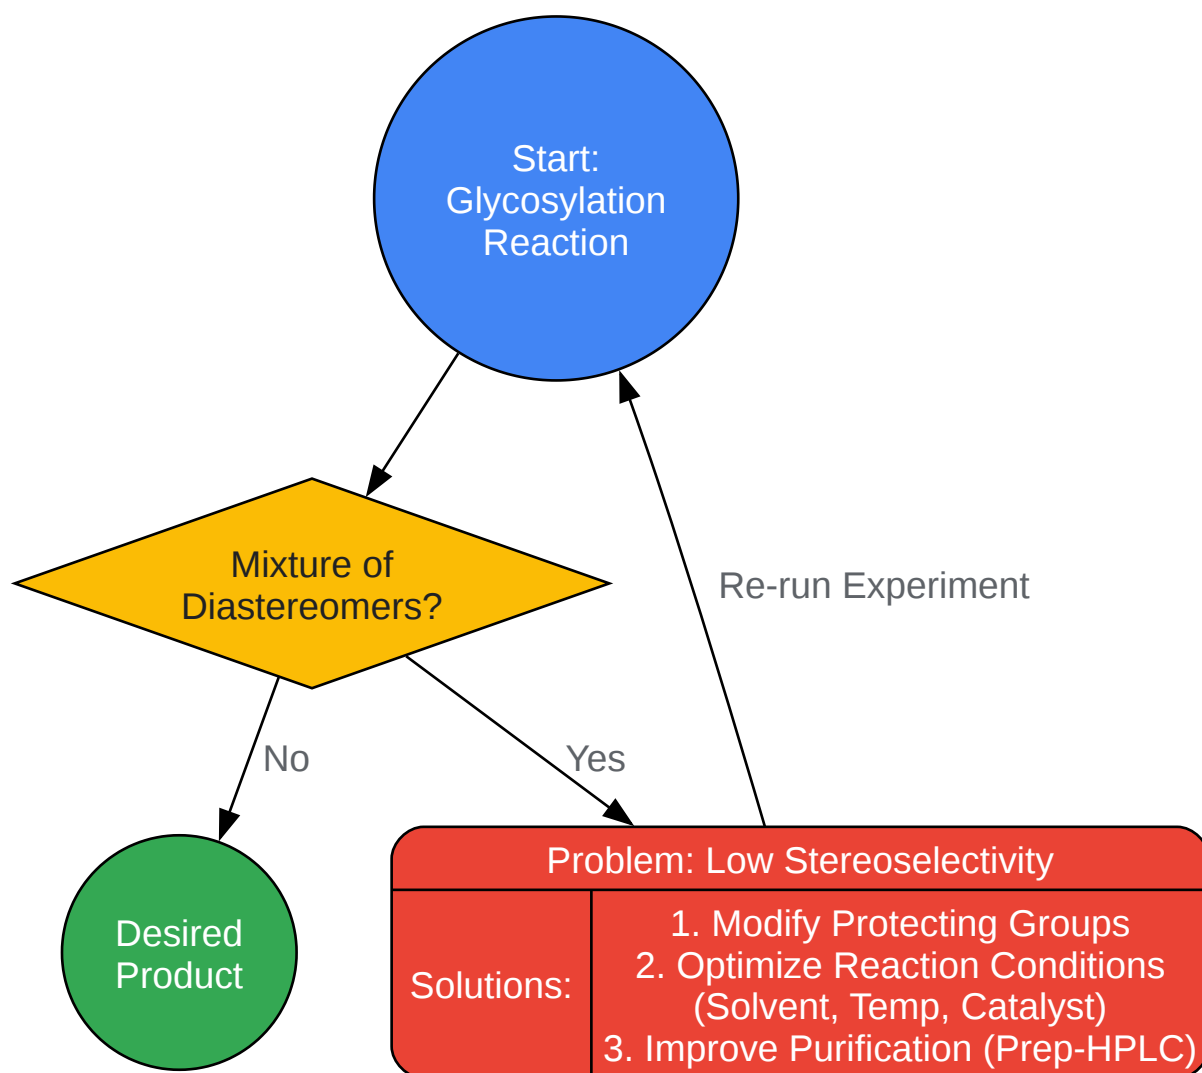 Start:
Glycosylation
Reaction
Mixture of
Diastereomers?
Re-run Experiment
No
Yes
Desired
Product
Problem: Low Stereoselectivity
Solutions:
1. Modify Protecting Groups
2. Optimize Reaction Conditions
(Solvent, Temp, Catalyst)
3. Improve Purification (Prep-HPLC)